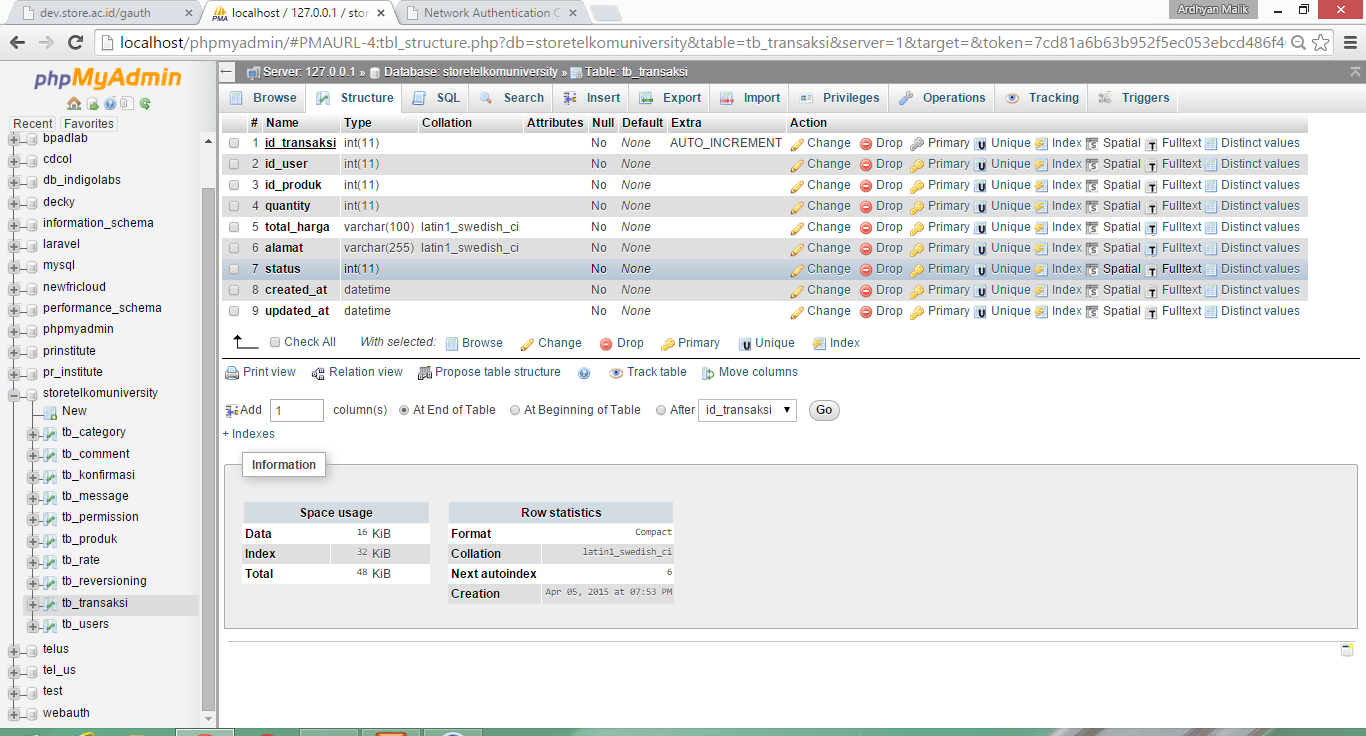 dev.store.ac.id/gauth
localhost / 127.0.0.1 / stor
Network Authentication C
Ardhyan Malik
localhost/phpmyadmin/#PMAURL-4:tbl_structure.php?db=storetelkomuniversity&table=tb_transaksi&server=1&target=&token=7cd81a6b63b952f5ec053ebcd486f4
phpMyAdmin
Recent Favorites
bpadlab
cdcol
db_indigolabs
decky
information_schema
laravel
mysql
newfricloud
performance_schema
phpmyadmin
prinstitute
pr_institute
storetelkomuniversity
New
tb_category
tb_comment
tb_konfirmasi
tb_message
tb_permission
tb_produk
tb_rate
tb_reversioning
tb_transaksi
tb_users
telus
tel_us
test
webauth
Server: 127.0.0.1 » Database: storetelkomuniversity » Table: tb_transaksi
Browse Structure SQL Search Insert Export Import Privileges Operations Tracking Triggers
# Name Type Collation Attributes Null Default Extra Action
1 id_transaksi int(11) No None AUTO_INCREMENT Change Drop Primary Unique Index Spatial Fulltext Distinct values
2 id_user int(11) No None Change Drop Primary Unique Index Spatial Fulltext Distinct values
3 id_produk int(11) No None Change Drop Primary Unique Index Spatial Fulltext Distinct values
4 quantity int(11) No None Change Drop Primary Unique Index Spatial Fulltext Distinct values
5 total_harga varchar(100) latin1_swedish_ci No None Change Drop Primary Unique Index Spatial Fulltext Distinct values
6 alamat varchar(255) latin1_swedish_ci No None Change Drop Primary Unique Index Spatial Fulltext Distinct values
7 status int(11) No None Change Drop Primary Unique Index Spatial Fulltext Distinct values
8 created_at datetime No None Change Drop Primary Unique Index Spatial Fulltext Distinct values
9 updated_at datetime No None Change Drop Primary Unique Index Spatial Fulltext Distinct values
Check All With selected: Browse Change Drop Primary Unique Index
Print view Relation view Propose table structure Track table Move columns
Add 1 column(s) At End of Table At Beginning of Table After id_transaksi Go
+ Indexes
Information
Space usage
Data 16 KiB
Index 32 KiB
Total 48 KiB
Row statistics
Format Compact
Collation latin1_swedish_ci
Next autoindex 6
Creation Apr 05, 2015 at 07:53 PM